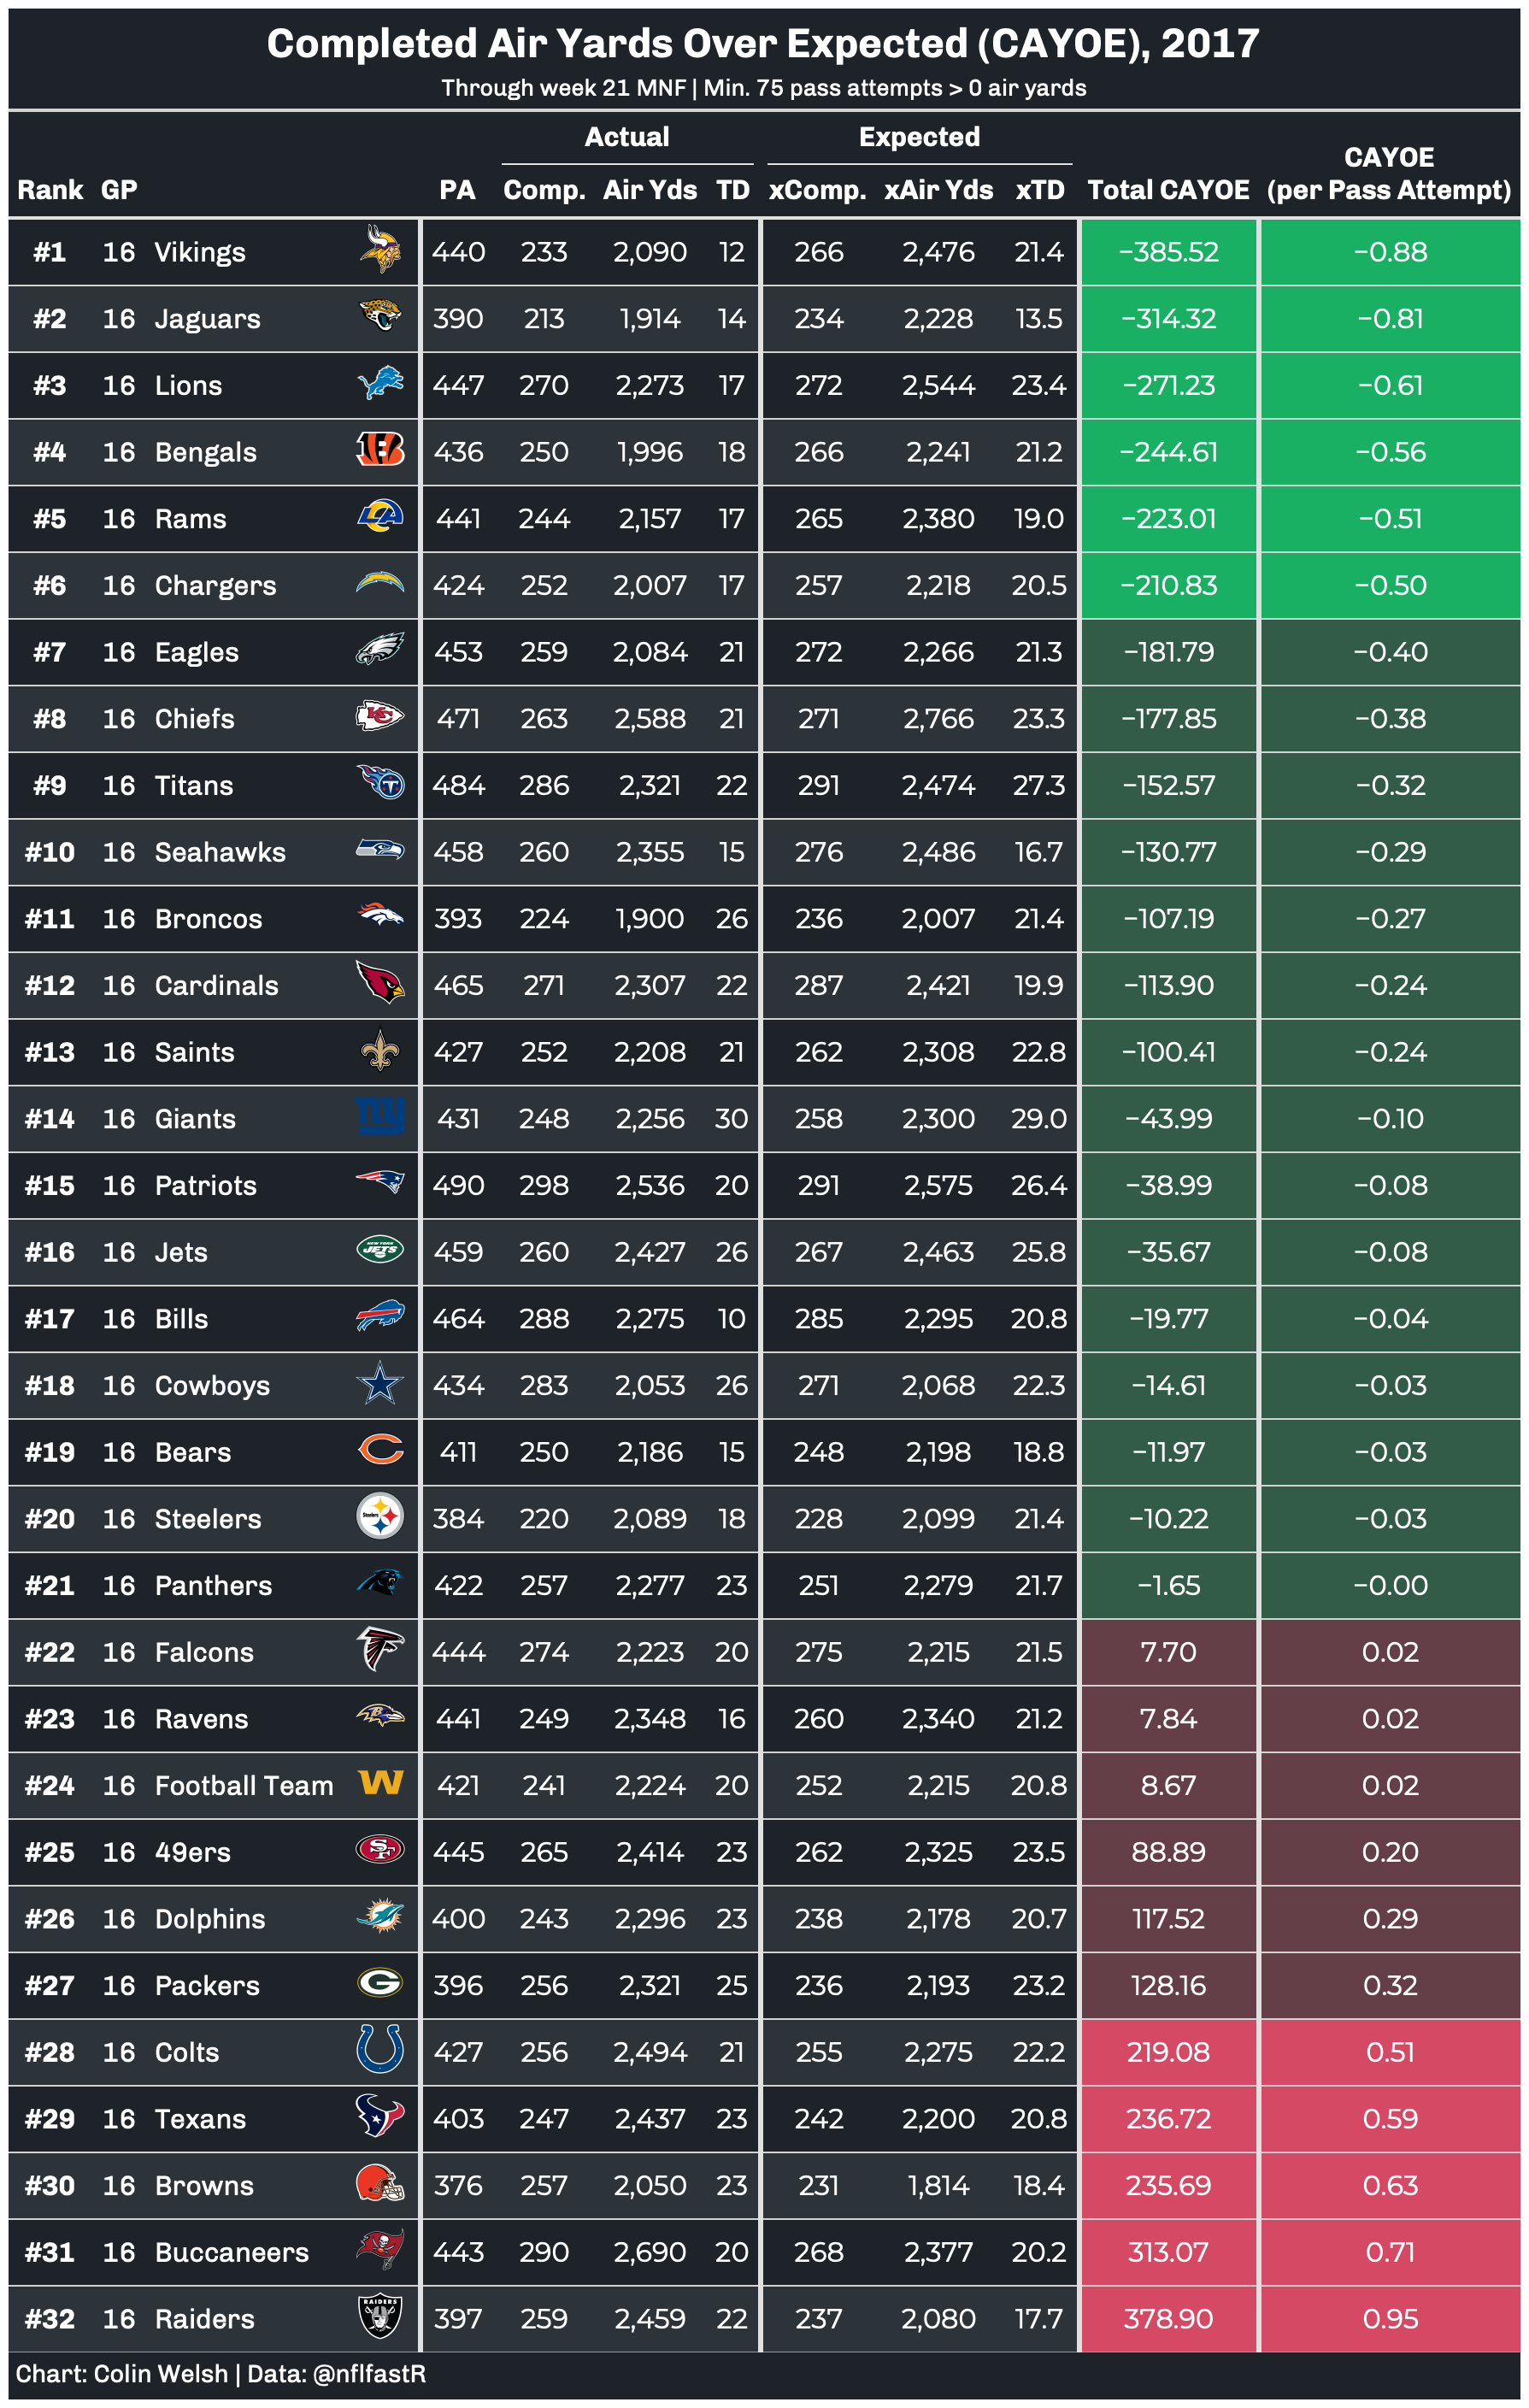 Completed Air Yards Over Expected (CAYOE), 2017
Through week 21 MNF | Min. 75 pass attempts > 0 air yards
Actual Expected
CAYOE
Rank GP PA Comp. Air Yds TD xComp. xAir Yds xTD Total CAYOE (per Pass Attempt)
#1 16 Vikings 440 233 2,090 12 266 2,476 21.4 −385.52 −0.88
#2 16 Jaguars 390 213 1,914 14 234 2,228 13.5 −314.32 −0.81
#3 16 Lions 447 270 2,273 17 272 2,544 23.4 −271.23 −0.61
#4 16 Bengals 436 250 1,996 18 266 2,241 21.2 −244.61 −0.56
#5 16 Rams 441 244 2,157 17 265 2,380 19.0 −223.01 −0.51
#6 16 Chargers 424 252 2,007 17 257 2,218 20.5 −210.83 −0.50
#7 16 Eagles 453 259 2,084 21 272 2,266 21.3 −181.79 −0.40
#8 16 Chiefs KC 471 263 2,588 21 271 2,766 23.3 −177.85 −0.38
#9 16 Titans T 484 286 2,321 22 291 2,474 27.3 −152.57 −0.32
#10 16 Seahawks 458 260 2,355 15 276 2,486 16.7 −130.77 −0.29
#11 16 Broncos 393 224 1,900 26 236 2,007 21.4 −107.19 −0.27
#12 16 Cardinals 465 271 2,307 22 287 2,421 19.9 −113.90 −0.24
#13 16 Saints 427 252 2,208 21 262 2,308 22.8 −100.41 −0.24
#14 16 Giants ny 431 248 2,256 30 258 2,300 29.0 −43.99 −0.10
#15 16 Patriots 490 298 2,536 20 291 2,575 26.4 −38.99 −0.08
#16 16 Jets NEW YORK JETS 459 260 2,427 26 267 2,463 25.8 −35.67 −0.08
#17 16 Bills 464 288 2,275 10 285 2,295 20.8 −19.77 −0.04
#18 16 Cowboys 434 283 2,053 26 271 2,068 22.3 −14.61 −0.03
#19 16 Bears C 411 250 2,186 15 248 2,198 18.8 −11.97 −0.03
#20 16 Steelers Steelers 384 220 2,089 18 228 2,099 21.4 −10.22 −0.03
#21 16 Panthers 422 257 2,277 23 251 2,279 21.7 −1.65 −0.00
#22 16 Falcons 444 274 2,223 20 275 2,215 21.5 7.70 0.02
#23 16 Ravens B 441 249 2,348 16 260 2,340 21.2 7.84 0.02
#24 16 Football Team W 421 241 2,224 20 252 2,215 20.8 8.67 0.02
#25 16 49ers SF 445 265 2,414 23 262 2,325 23.5 88.89 0.20
#26 16 Dolphins 400 243 2,296 23 238 2,178 20.7 117.52 0.29
#27 16 Packers G 396 256 2,321 25 236 2,193 23.2 128.16 0.32
#28 16 Colts 427 256 2,494 21 255 2,275 22.2 219.08 0.51
#29 16 Texans 403 247 2,437 23 242 2,200 20.8 236.72 0.59
#30 16 Browns 376 257 2,050 23 231 1,814 18.4 235.69 0.63
#31 16 Buccaneers 443 290 2,690 20 268 2,377 20.2 313.07 0.71
#32 16 Raiders RAIDERS 397 259 2,459 22 237 2,080 17.7 378.90 0.95
Chart: Colin Welsh | Data: @nflfastR